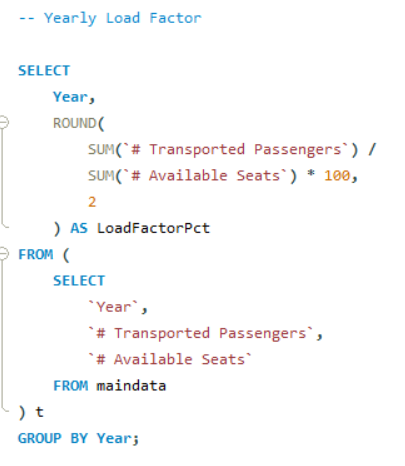 -- Yearly Load Factor
SELECT
Year,
ROUND(
SUM(`# Transported Passengers`) /
SUM(`# Available Seats`) * 100,
2
) AS LoadFactorPct
FROM (
SELECT
`Year`,
`# Transported Passengers`,
`# Available Seats`
FROM maindata
) t
GROUP BY Year;